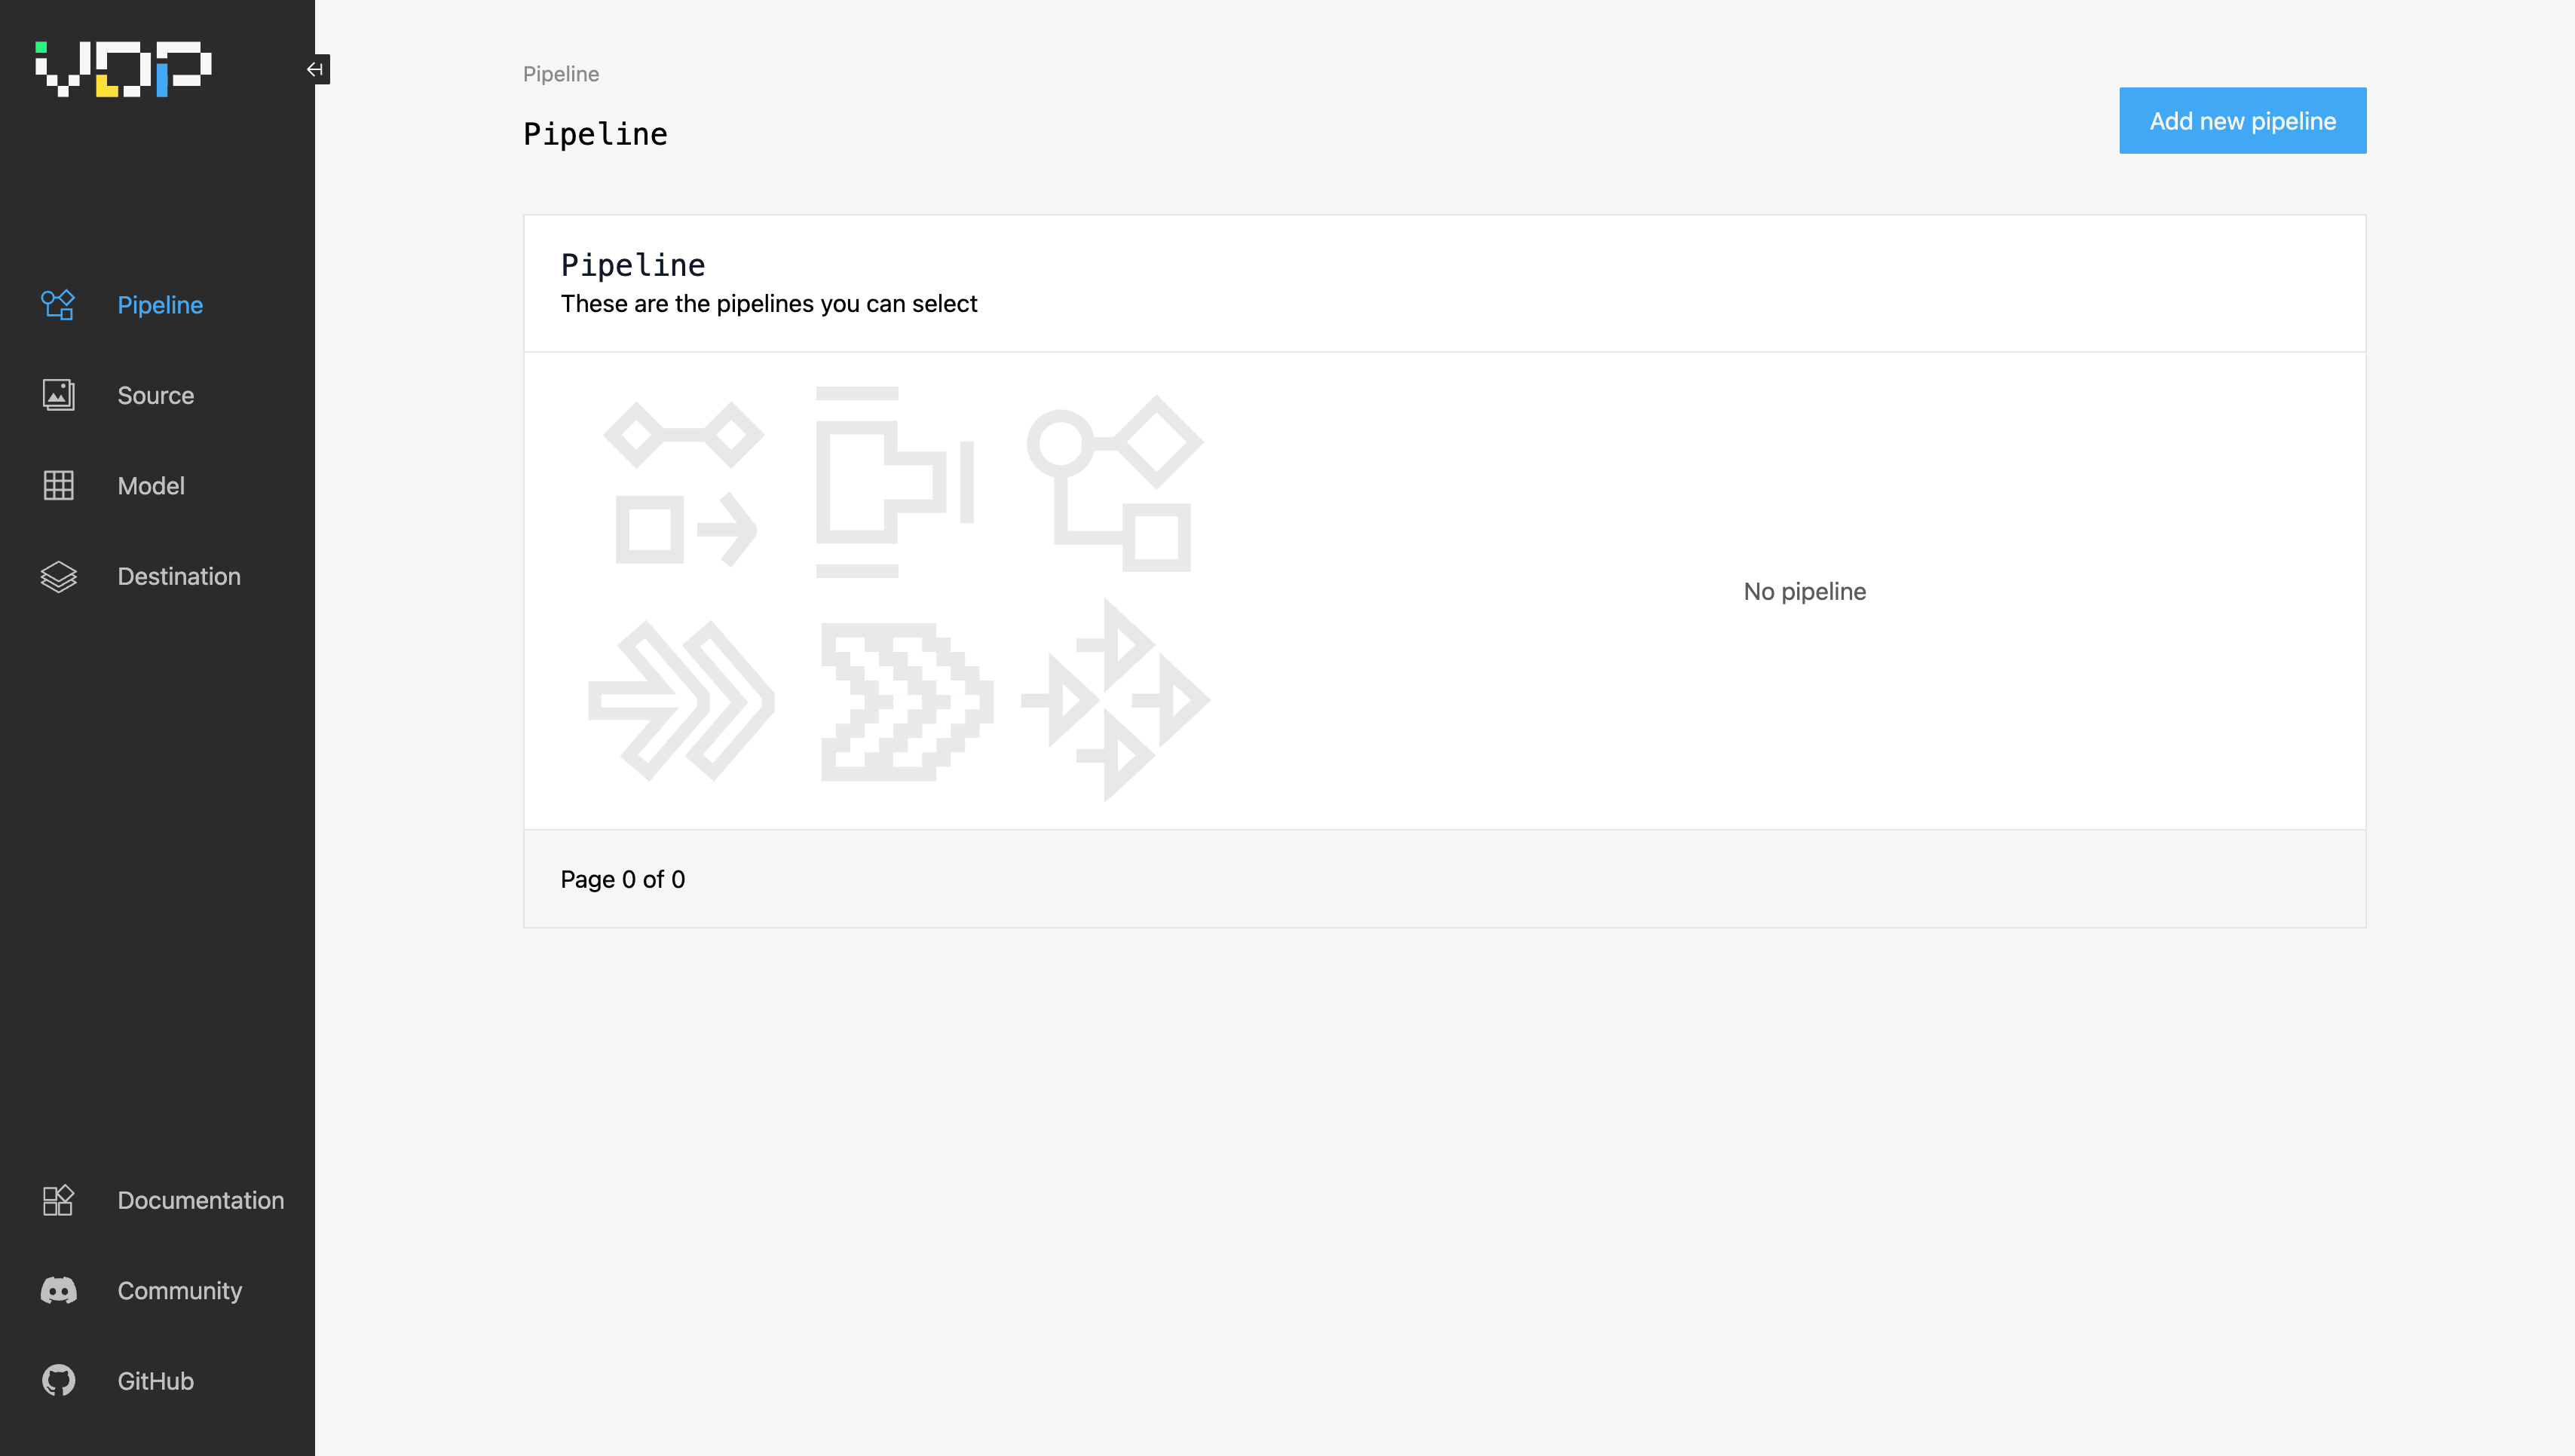 VDP
Pipeline
Source
Model
Destination
Documentation
Community
GitHub
Pipeline
Pipeline
Add new pipeline
Pipeline
These are the pipelines you can select
No pipeline
Page 0 of 0